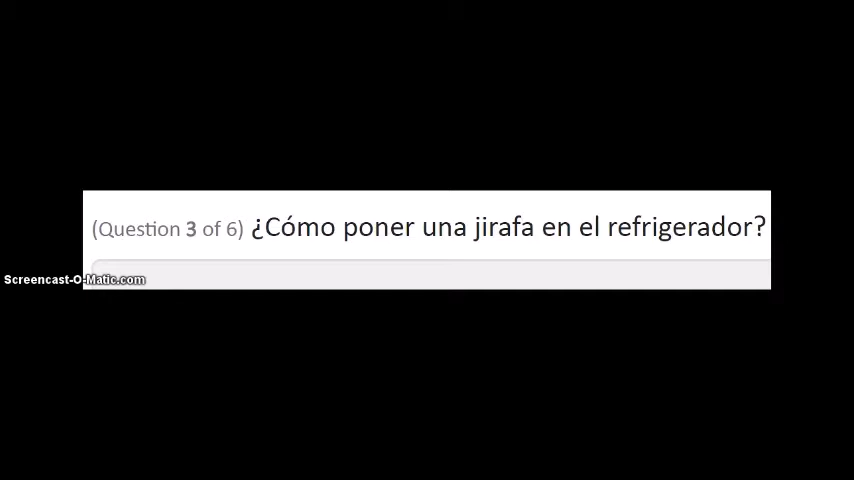 (Question 3 of 6) ¿Cómo poner una jirafa en el refrigerador?
Screencast-O-Matic.com